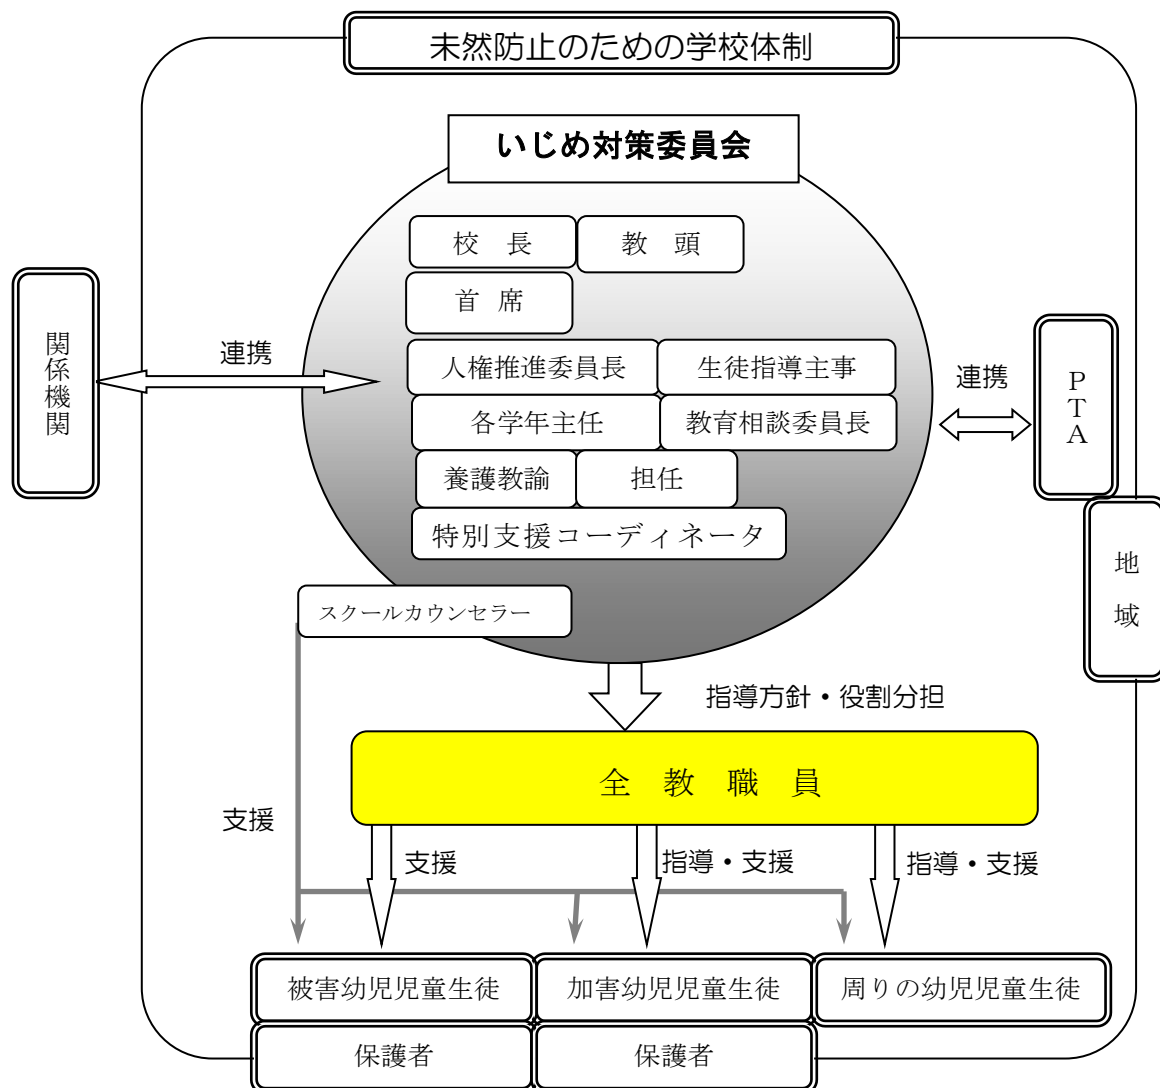 未然防止のための学校体制
いじめ対策委員会
校　長
教　頭
首　席
人権推進委員長
生徒指導主事
各学年主任
教育相談委員長
養護教諭
担任
特別支援コーディネータ
スクールカウンセラー
関係機関
連携
連携
PTA
地域
指導方針・役割分担
全　教　職　員
支援
支援
指導・支援
指導・支援
被害幼児児童生徒
加害幼児児童生徒
周りの幼児児童生徒
保護者
保護者